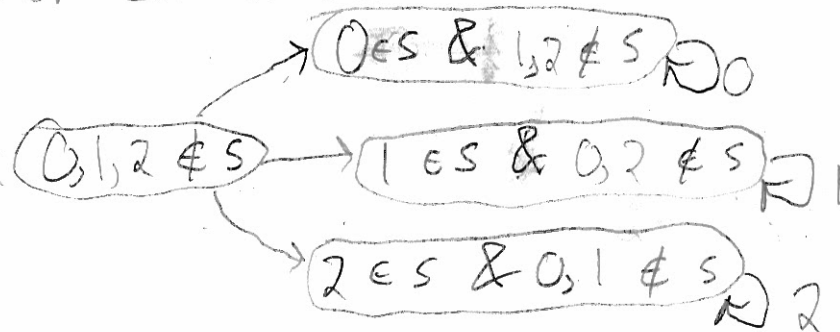 0∈S & 1,2 ∉ S 0
0,1,2 ∉ S
1 ∈S & 0,2 ∉ S 1
2 ∈ S & 0,1 ∉ S 2